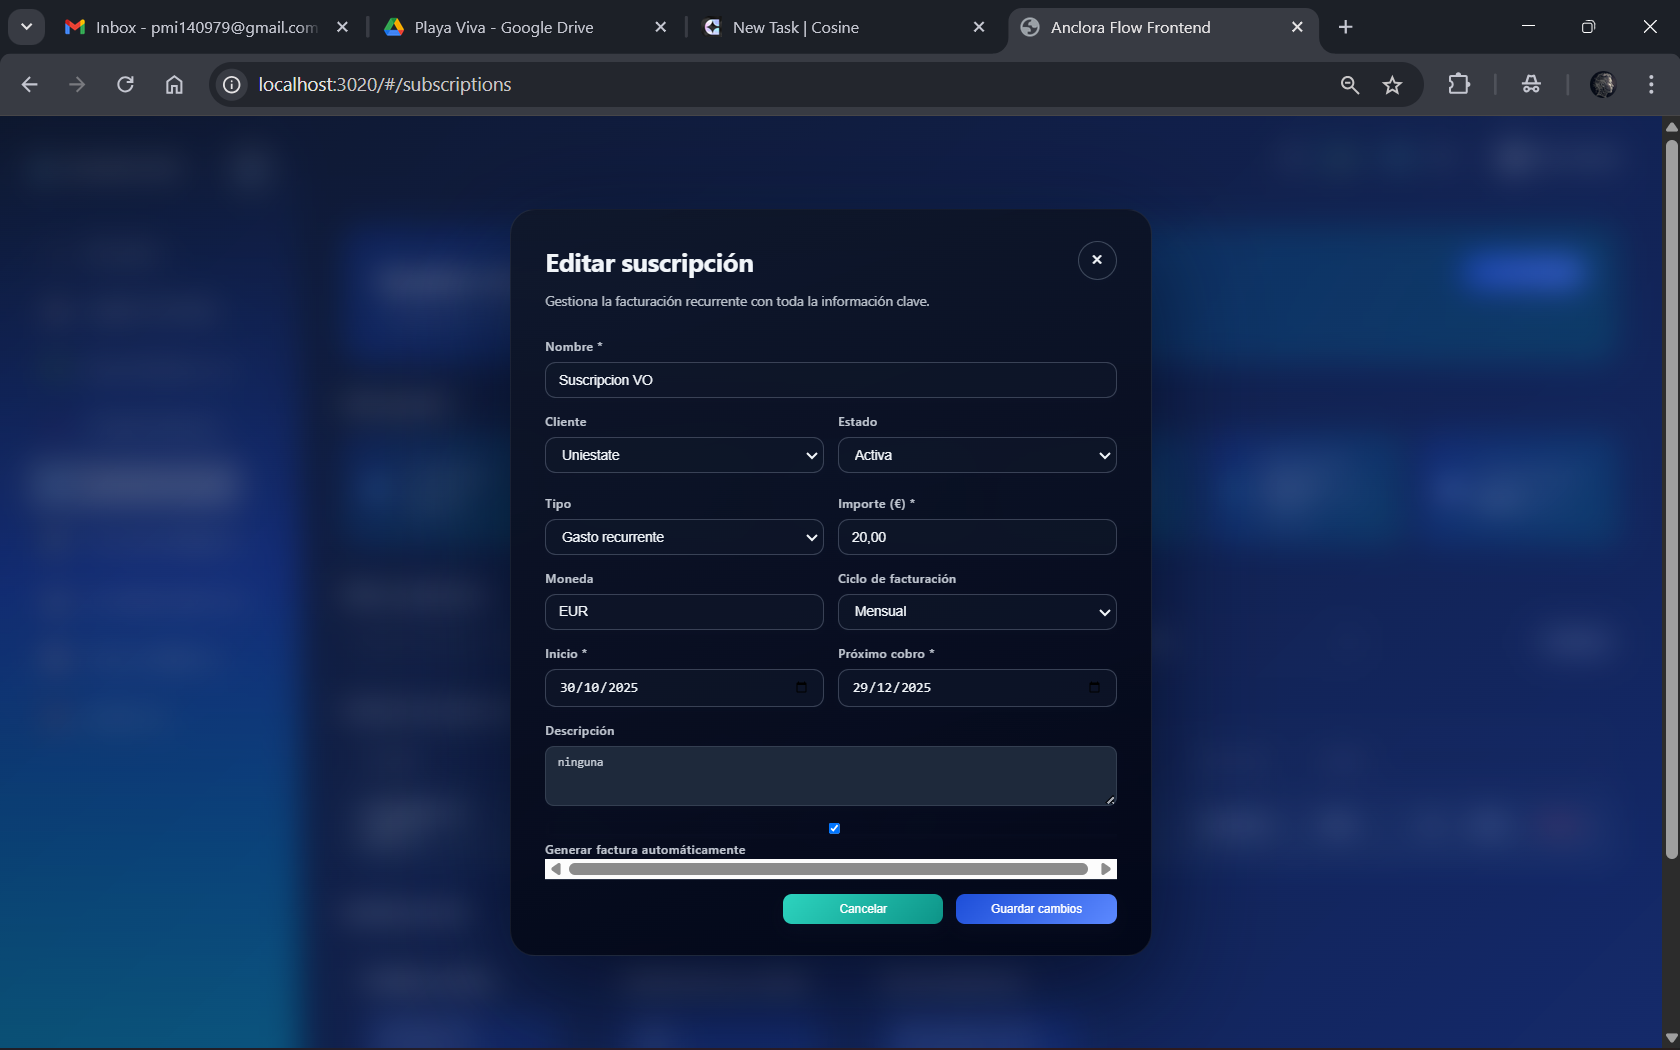 Inbox - pmi140979@gmail.com
Playa Viva - Google Drive
New Task | Cosine
Anclora Flow Frontend
localhost:3020/#/subscriptions
Editar suscripción
Gestiona la facturación recurrente con toda la información clave.
Nombre *
Suscripcion VO
Cliente
Estado
Uniestate
Activa
Tipo
Importe (€) *
Gasto recurrente
20,00
Moneda
Ciclo de facturación
EUR
Mensual
Inicio *
Próximo cobro *
30/10/2025
29/12/2025
Descripción
ninguna
Generar factura automáticamente
Cancelar
Guardar cambios